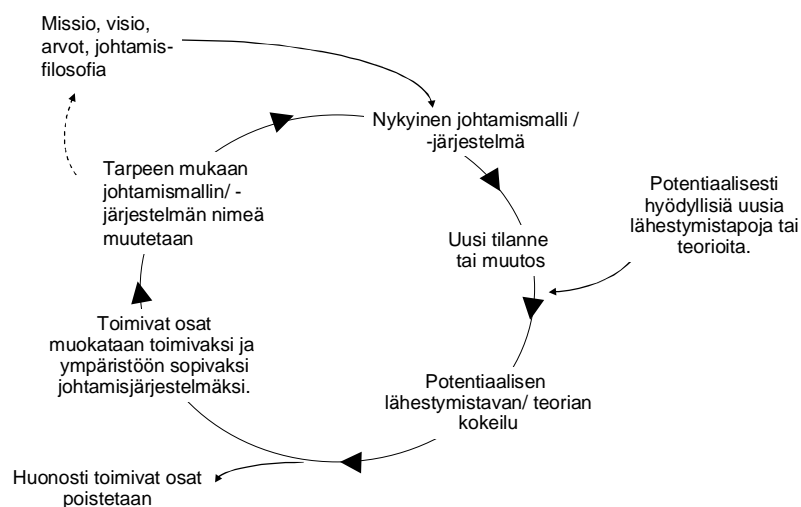 Missio, visio,
arvot, johtamis-
filosofia
Nykyinen johtamismalli /
-järjestelmä
Tarpeen mukaan
johtamismallin/ -
järjestelmän nimeä
muutetaan
Potentiaalisesti
hyödyllisiä uusia
lähestymistapoja tai
teorioita.
Uusi tilanne
tai muutos
Toimivat osat
muokataan toimivaksi ja
ympäristöön sopivaksi
johtamisjärjestelmäksi.
Potentiaalisen
lähestymistavan/ teorian
kokeilu
Huonosti toimivat osat
poistetaan